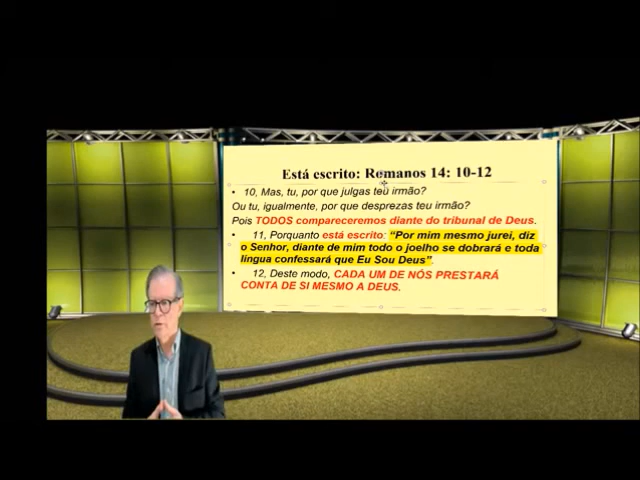 Está escrito: Romanos 14: 10-12
• 10, Mas, tu, por que julgas teu irmão?
Ou tu, igualmente, por que desprezas teu irmão?
Pois TODOS compareceremos diante do tribunal de Deus.
• 11, Porquanto está escrito: “Por mim mesmo jurei, diz
o Senhor, diante de mim todo o joelho se dobrará e toda
língua confessará que Eu Sou Deus”.
• 12, Deste modo, CADA UM DE NÓS PRESTARÁ
CONTA DE SI MESMO A DEUS.